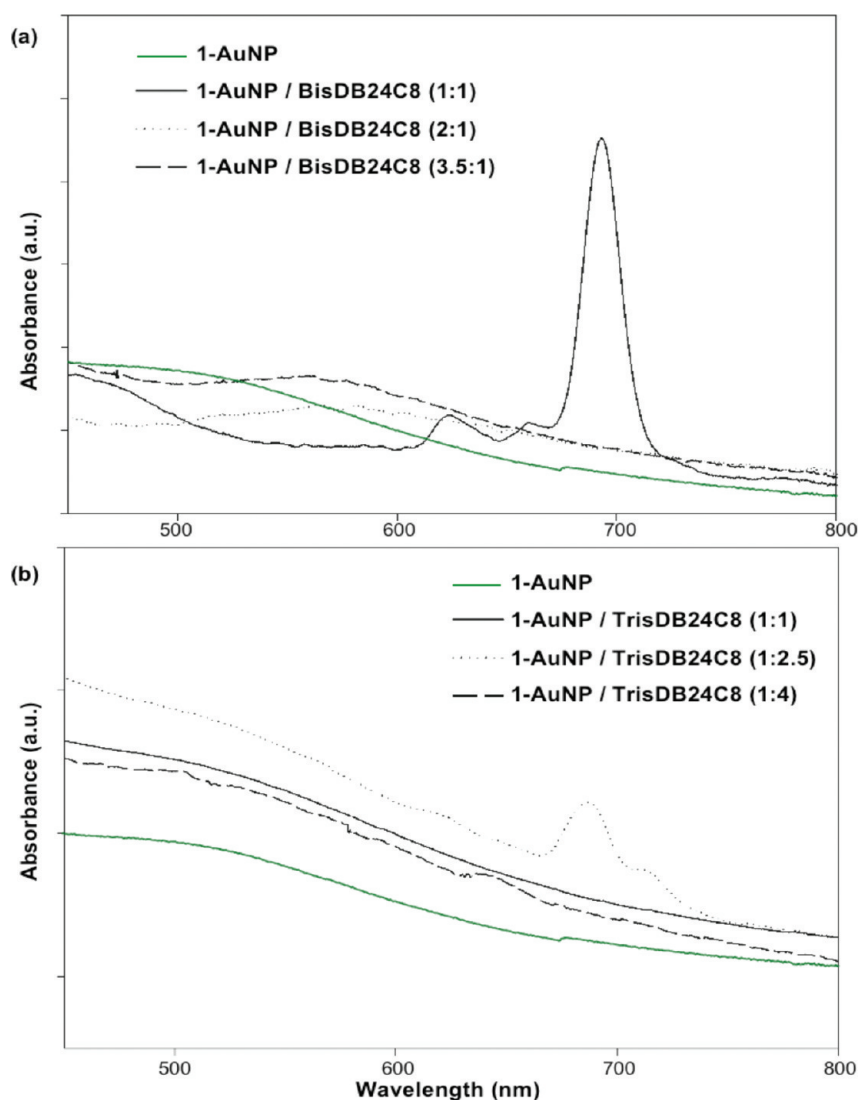 (a)
1-AuNP
1-AuNP / BisDB24C8 (1:1)
1-AuNP / BisDB24C8 (2:1)
1-AuNP / BisDB24C8 (3.5:1)
Absorbance (a.u.)
500 600 700 800
(b)
1-AuNP
1-AuNP / TrisDB24C8 (1:1)
1-AuNP / TrisDB24C8 (1:2.5)
1-AuNP / TrisDB24C8 (1:4)
Absorbance (a.u.)
500 600 700 800
Wavelength (nm)